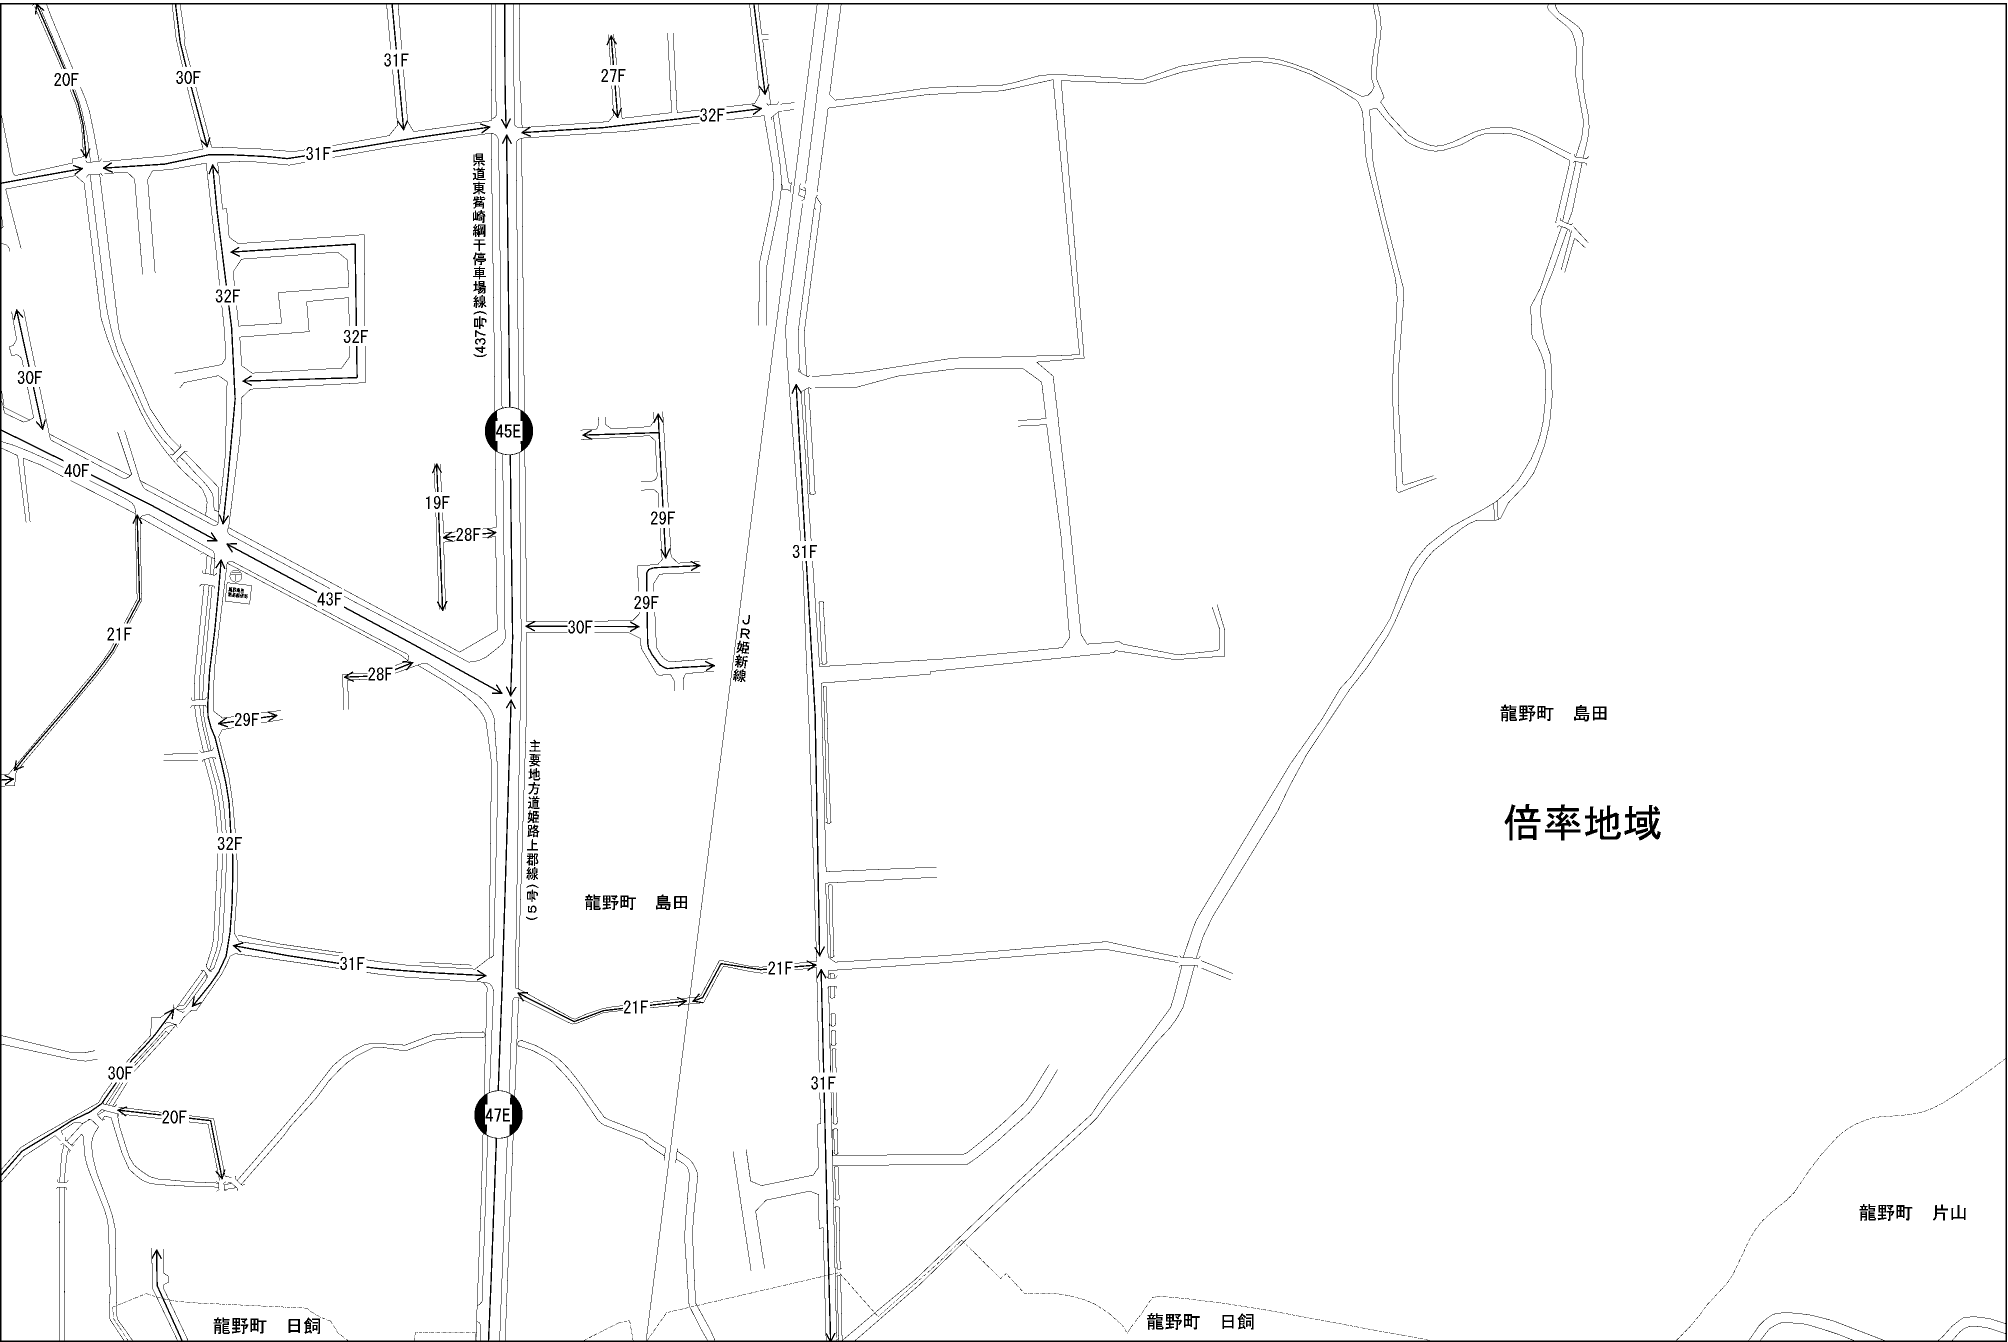 31F
20F
30F
27F
32F
31F
県道東觜崎網干停車場線(437号)
32F
32F
30F
45E
40F
19F
29F
28F
31F
43F
29F
30F
21F
JR姫新線
28F
龍野町 島田
29F
主要地方道姫路上郡線(5号)
倍率地域
32F
龍野町 島田
31F
21F
21F
30F
31F
47E
20F
龍野町 片山
龍野町 日飼
龍野町 日飼